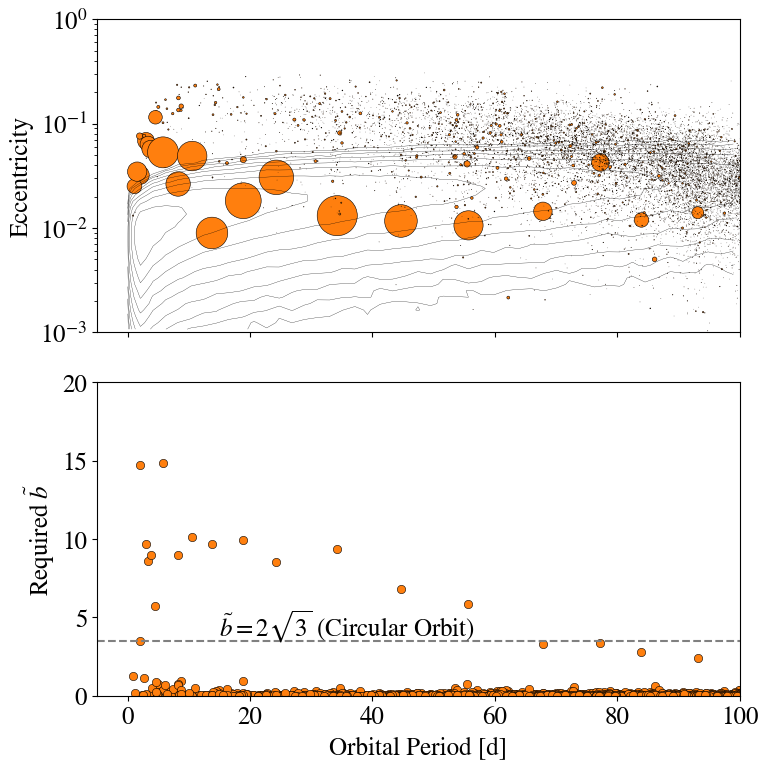 10^0
10^{-1}
10^{-2}
10^{-3}
Eccentricity
20
15
10
5
0
Required b̃
b̃ = 2√3 (Circular Orbit)
0 20 40 60 80 100
Orbital Period [d]